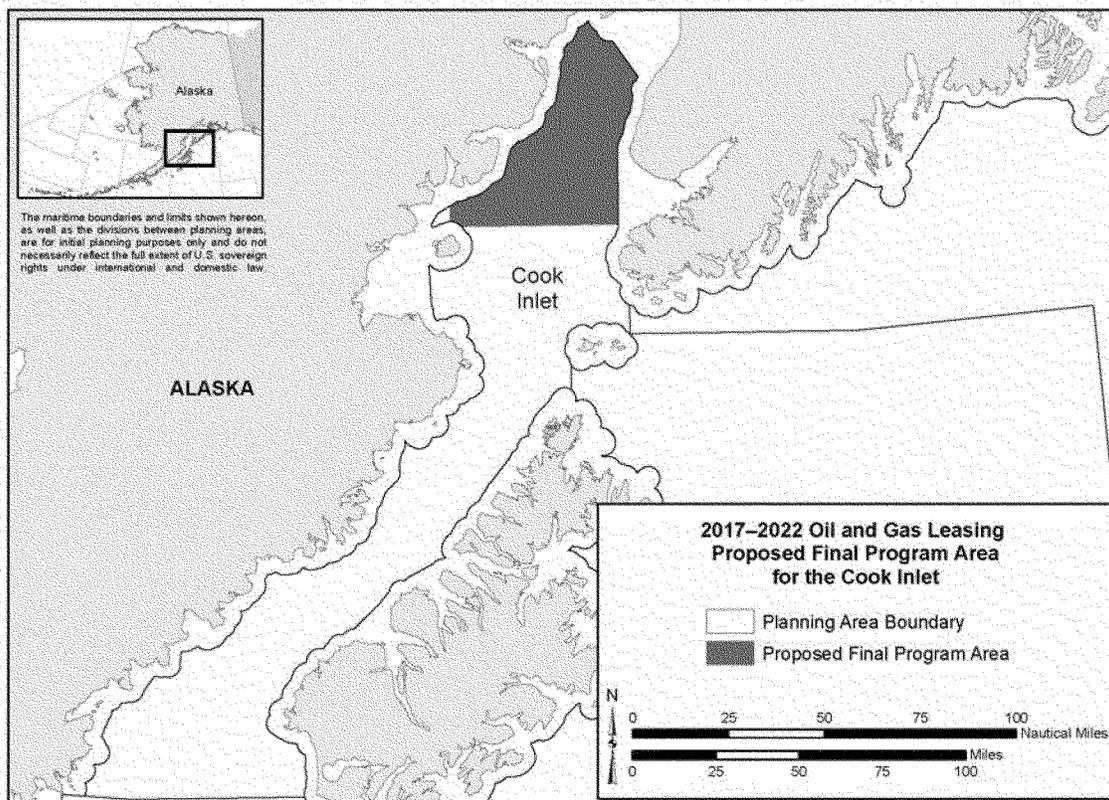 Alaska
The maritime boundaries and limits shown hereon,
as well as the divisions between planning areas,
are for initial planning purposes only and do not
necessarily reflect the full extent of U.S. sovereign
rights under international and domestic law
Cook
Inlet
ALASKA
2017–2022 Oil and Gas Leasing
Proposed Final Program Area
for the Cook Inlet
Planning Area Boundary
Proposed Final Program Area
N
0 25 50 100
Nautical Miles
Miles
0 25 50 75 100